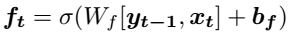 f_t = σ(W_f[y_{t−1}, x_t] + b_f)